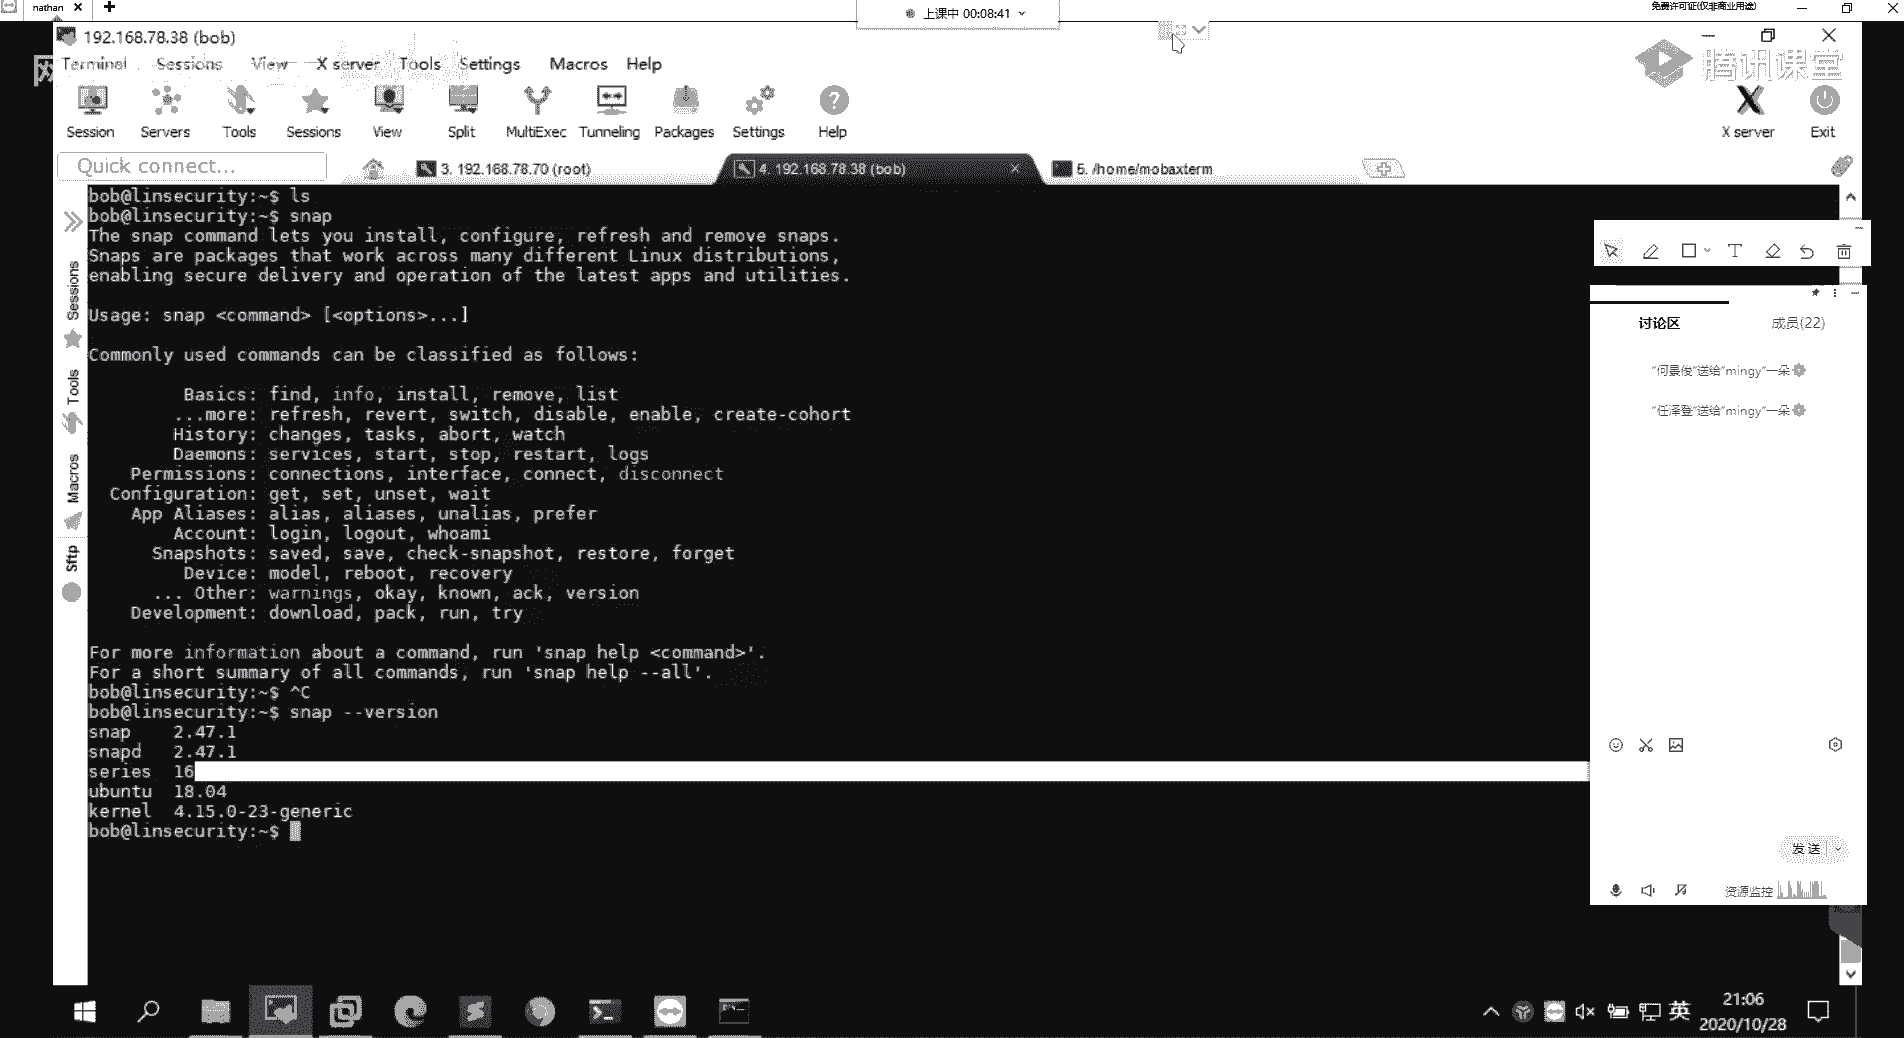 nathan
上课中 00:08:41
免费许可证(仅非商业用途)
192.168.78.38 (bob)
Terminal Sessions View X server Tools Settings Macros Help
腾讯课堂
Session Servers Tools Sessions View Split MultiExec Tunneling Packages Settings Help X server Exit
Quick connect...
3. 192.168.78.70 (root)
4. 192.168.78.38 (bob)
5. /home/mobaxterm
Sessions
Tools
Macros
Sftp
bob@linsecurity:~$ ls
bob@linsecurity:~$ snap
The snap command lets you install, configure, refresh and remove snaps.
Snaps are packages that work across many different Linux distributions,
enabling secure delivery and operation of the latest apps and utilities.
Usage: snap <command> [<options>...]
Commonly used commands can be classified as follows:
Basics: find, info, install, remove, list
...more: refresh, revert, switch, disable, enable, create-cohort
History: changes, tasks, abort, watch
Daemons: services, start, stop, restart, logs
Permissions: connections, interface, connect, disconnect
Configuration: get, set, unset, wait
App Aliases: alias, aliases, unalias, prefer
Account: login, logout, whoami
Snapshots: saved, save, check-snapshot, restore, forget
Device: model, reboot, recovery
... Other: warnings, okay, known, ack, version
Development: download, pack, run, try
For more information about a command, run 'snap help <command>'.
For a short summary of all commands, run 'snap help --all'.
bob@linsecurity:~$ ^C
bob@linsecurity:~$ snap --version
snap 2.47.1
snapd 2.47.1
series 16
ubuntu 18.04
kernel 4.15.0-23-generic
bob@linsecurity:~$
讨论区 成员(22)
"何景俊"送给"mingy"一朵
"任泽登"送给"mingy"一朵
发送
资源监控
英
21:06
2020/10/28